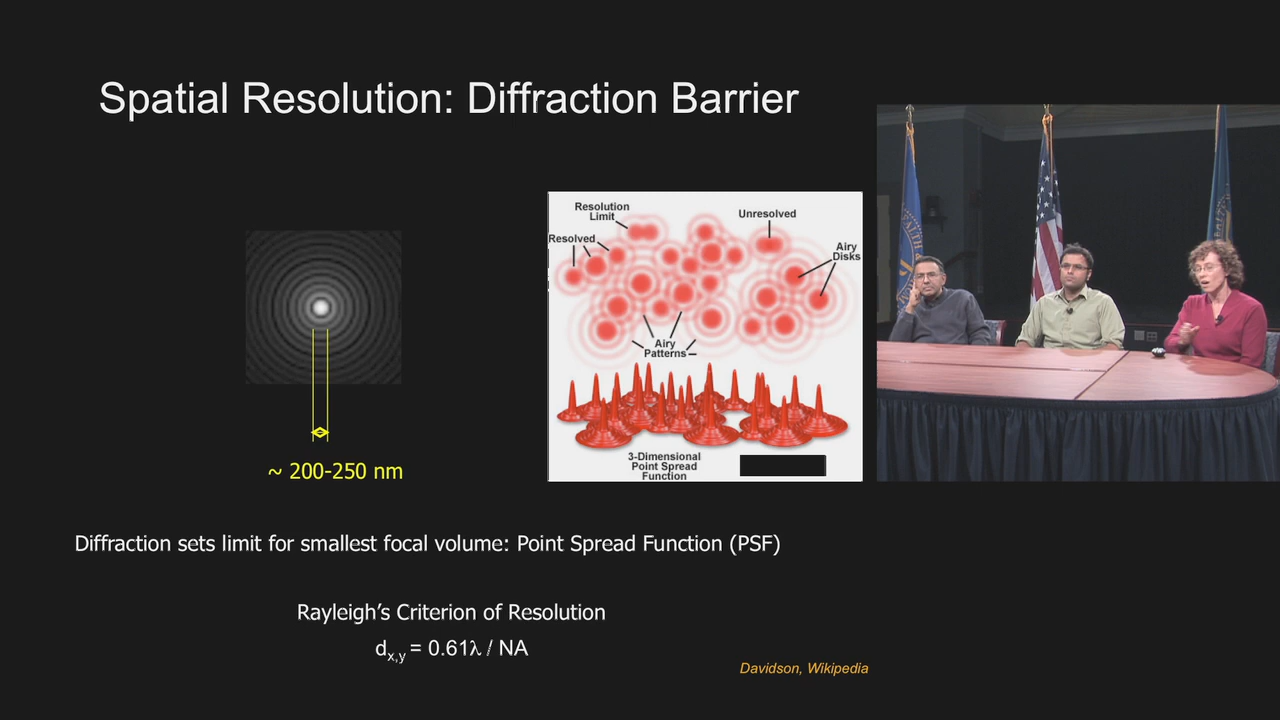 Spatial Resolution: Diffraction Barrier
Resolution
Limit
Unresolved
Resolved
Airy
Disks
Airy
Patterns
3-Dimensional
Point Spread
Function
~ 200-250 nm
Diffraction sets limit for smallest focal volume: Point Spread Function (PSF)
Rayleigh's Criterion of Resolution
dx,y = 0.61λ / NA
Davidson, Wikipedia